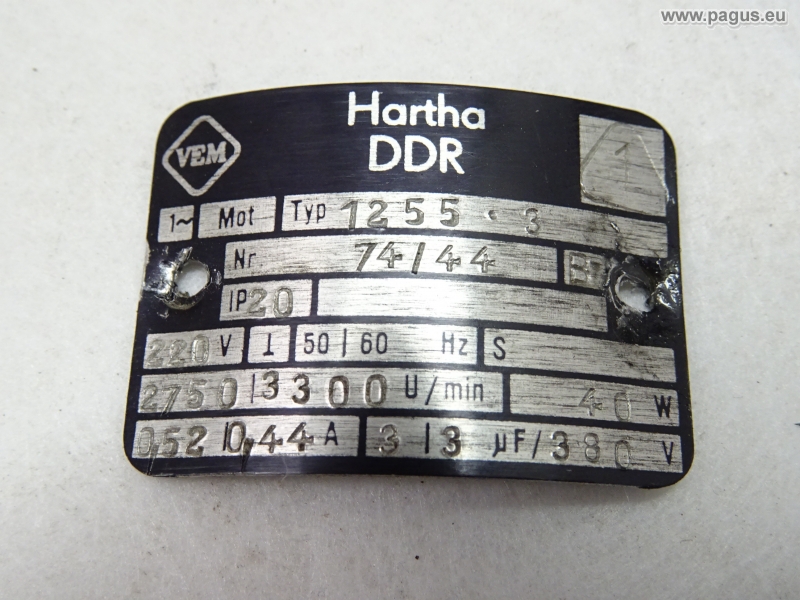 www.pagus.eu
Hartha
DDR
VEM
1
1~ Mot Typ 1255.3
Nr 74/44
IP20
220 V ⊥ 50/60 Hz S
2750/3300 U/min 40 W
0,52/0,44 A 3/3 µF/380 V